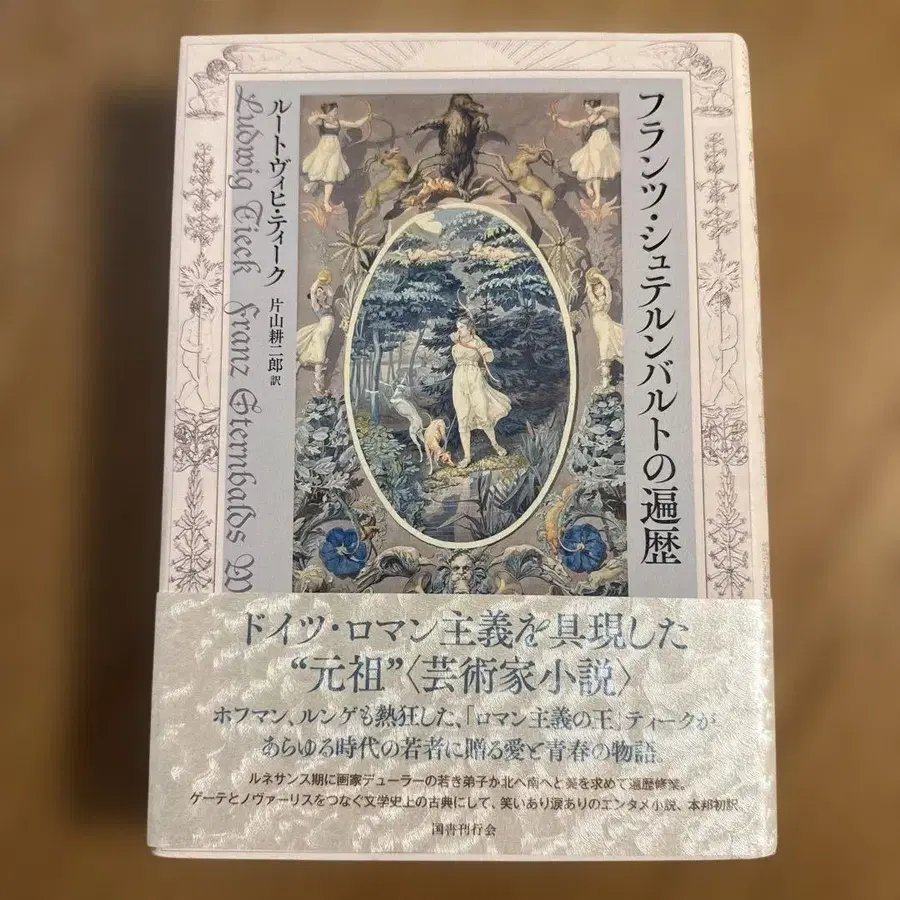 フランツ・シュテルンバルトの遍歴
ルートヴィヒ・ティーク
片山耕二郎 訳
Ludwig Tieck Franz Sternbalds W
ドイツ・ロマン主義を具現した
“元祖”〈芸術家小説〉
ホフマン、ルンゲも熱狂した、「ロマン主義の王」ティークが
あらゆる時代の若者に贈る愛と青春の物語。
ルネサンス期に画家デューラーの若き弟子が北へ南へと美を求めて遍歴修業。
ゲーテとノヴァーリスをつなぐ文学史上の古典にして、笑いあり涙ありのエンタメ小説、本邦初訳
国書刊行会